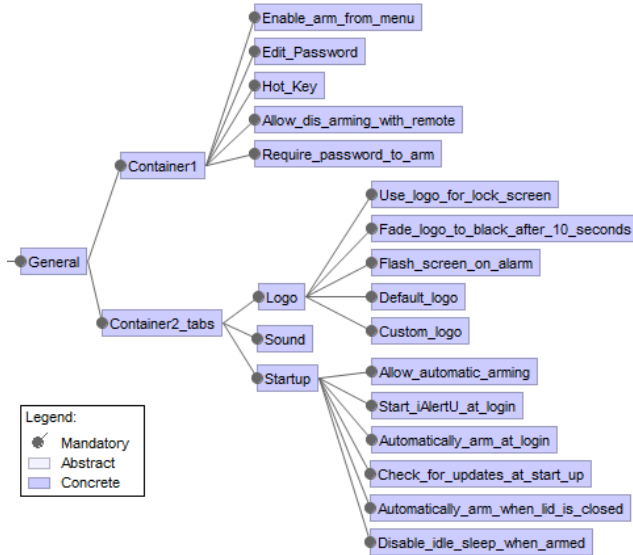 Enable_arm_from_menu
Edit_Password
Hot_Key
Allow_dis_arming_with_remote
Require_password_to_arm
Container1
General
Container2_tabs
Use_logo_for_lock_screen
Fade_logo_to_black_after_10_seconds
Flash_screen_on_alarm
Default_logo
Custom_logo
Logo
Sound
Startup
Allow_automatic_arming
Start_iAlertU_at_login
Automatically_arm_at_login
Check_for_updates_at_start_up
Automatically_arm_when_lid_is_closed
Disable_idle_sleep_when_armed
Legend:
Mandatory
Abstract
Concrete